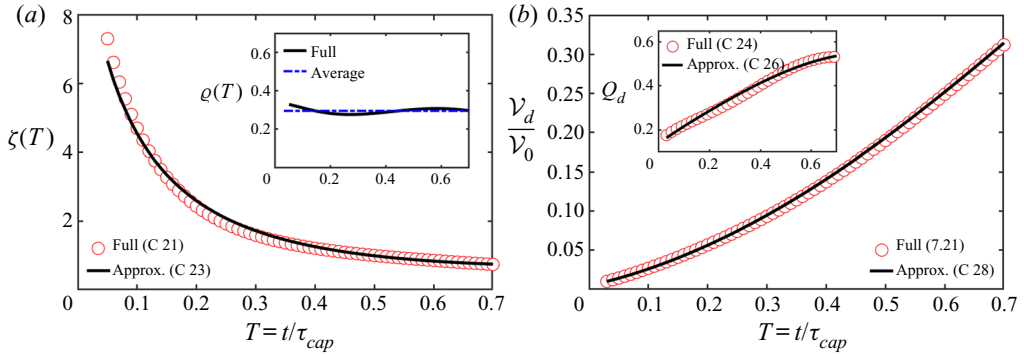 (a)
8
6
4
2
0
ζ(T)
0.1
0.2
0.3
0.4
0.5
0.6
0.7
T = t/τcap
Full (C 21)
Approx. (C 23)
0.6
0.4
0.2
0
ϱ(T)
0.2
0.4
0.6
Full
Average
(b)
0.35
0.30
0.25
0.20
0.15
0.10
0.05
0
𝒱d
𝒱0
0.1
0.2
0.3
0.4
0.5
0.6
0.7
T = t/τcap
Full (7.21)
Approx. (C 28)
0.6
0.4
0.2
0
Qd
0.2
0.4
0.6
Full (C 24)
Approx. (C 26)